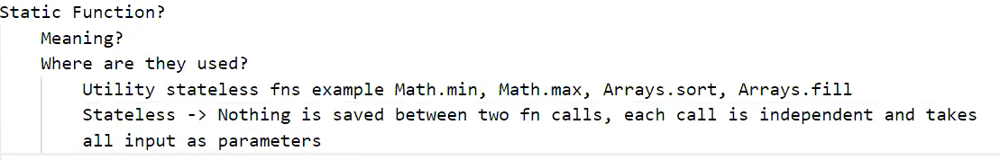 Static Function?
Meaning?
Where are they used?
Utility stateless fns example Math.min, Math.max, Arrays.sort, Arrays.fill
Stateless -> Nothing is saved between two fn calls, each call is independent and takes
all input as parameters